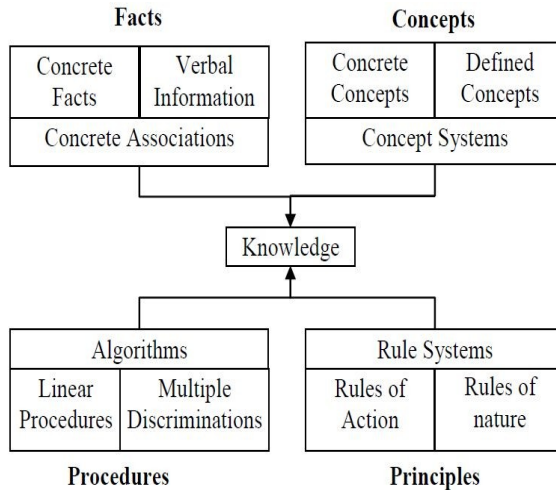 Facts
Concepts
Concrete
Facts
Verbal
Information
Concrete
Concepts
Defined
Concepts
Concrete Associations
Concept Systems
Knowledge
Algorithms
Rule Systems
Linear
Procedures
Multiple
Discriminations
Rules of
Action
Rules of
nature
Procedures
Principles